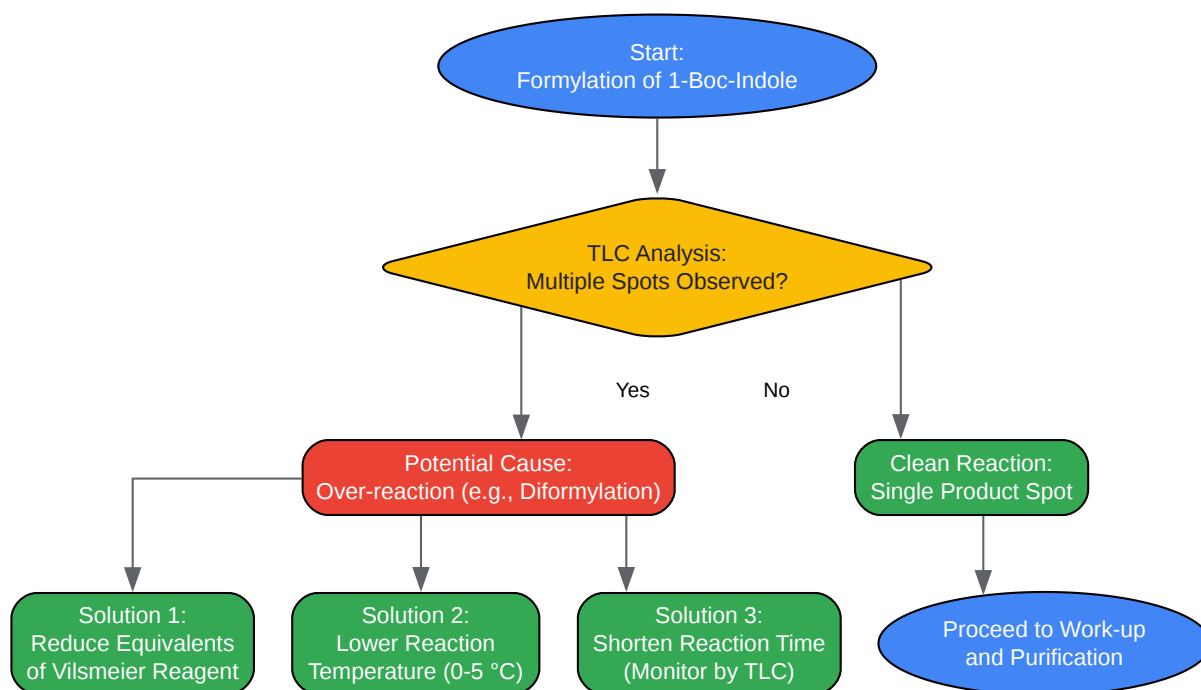 Start:
Formylation of 1-Boc-Indole
TLC Analysis:
Multiple Spots Observed?
Yes
No
Potential Cause:
Over-reaction (e.g., Diformylation)
Clean Reaction:
Single Product Spot
Solution 1:
Reduce Equivalents
of Vilsmeier Reagent
Solution 2:
Lower Reaction
Temperature (0-5 °C)
Solution 3:
Shorten Reaction Time
(Monitor by TLC)
Proceed to Work-up
and Purification